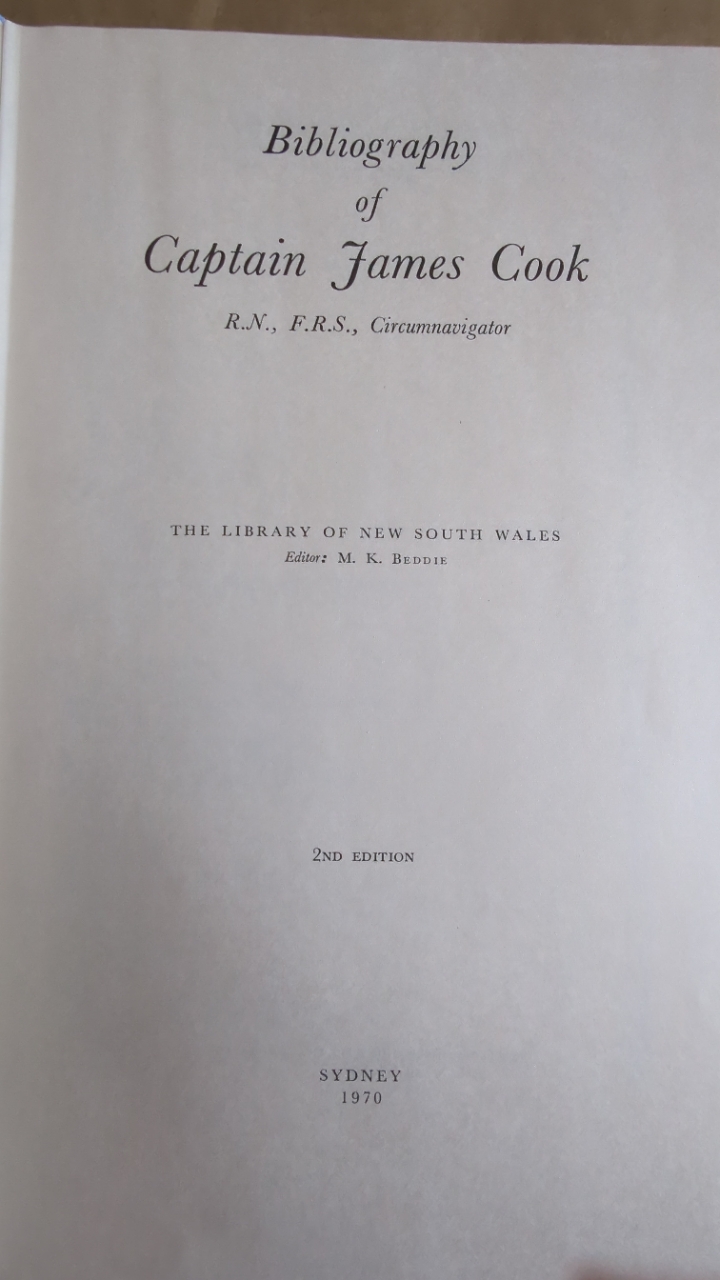 Bibliography
of
Captain James Cook
R.N., F.R.S., Circumnavigator
THE LIBRARY OF NEW SOUTH WALES
Editor: M. K. BEDDIE
2ND EDITION
SYDNEY
1970